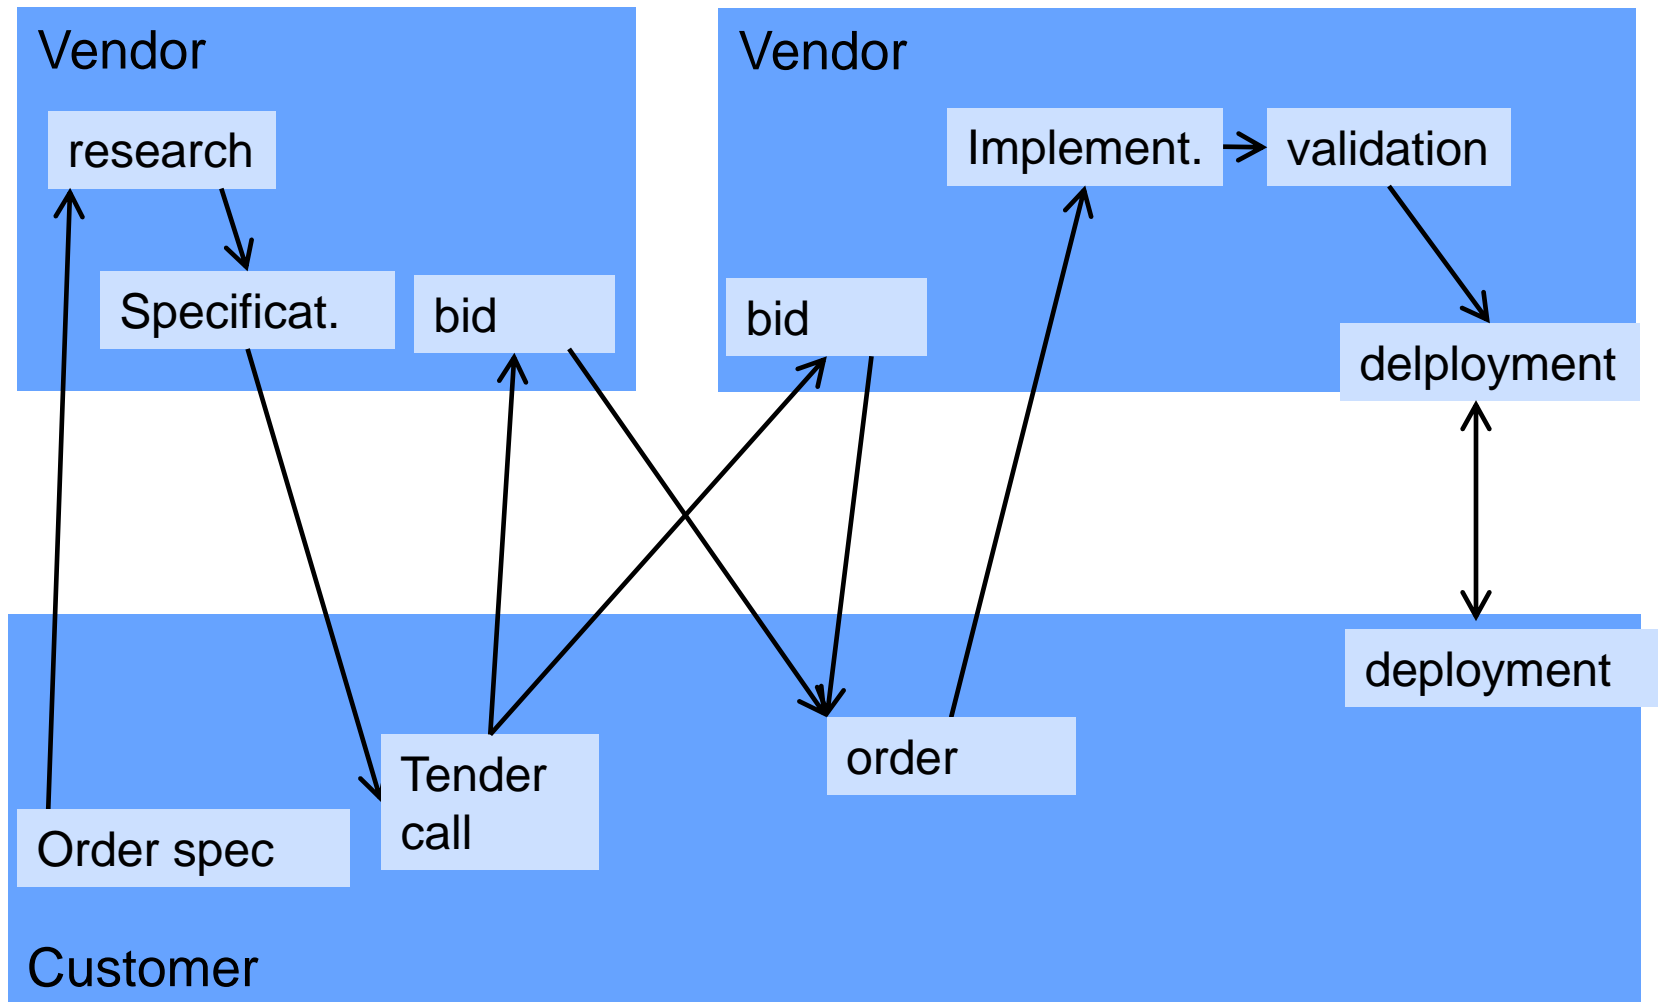 Vendor
research
Specificat.
bid
Vendor
Implement.
validation
bid
delployment
deployment
order
Tender
call
Order spec
Customer